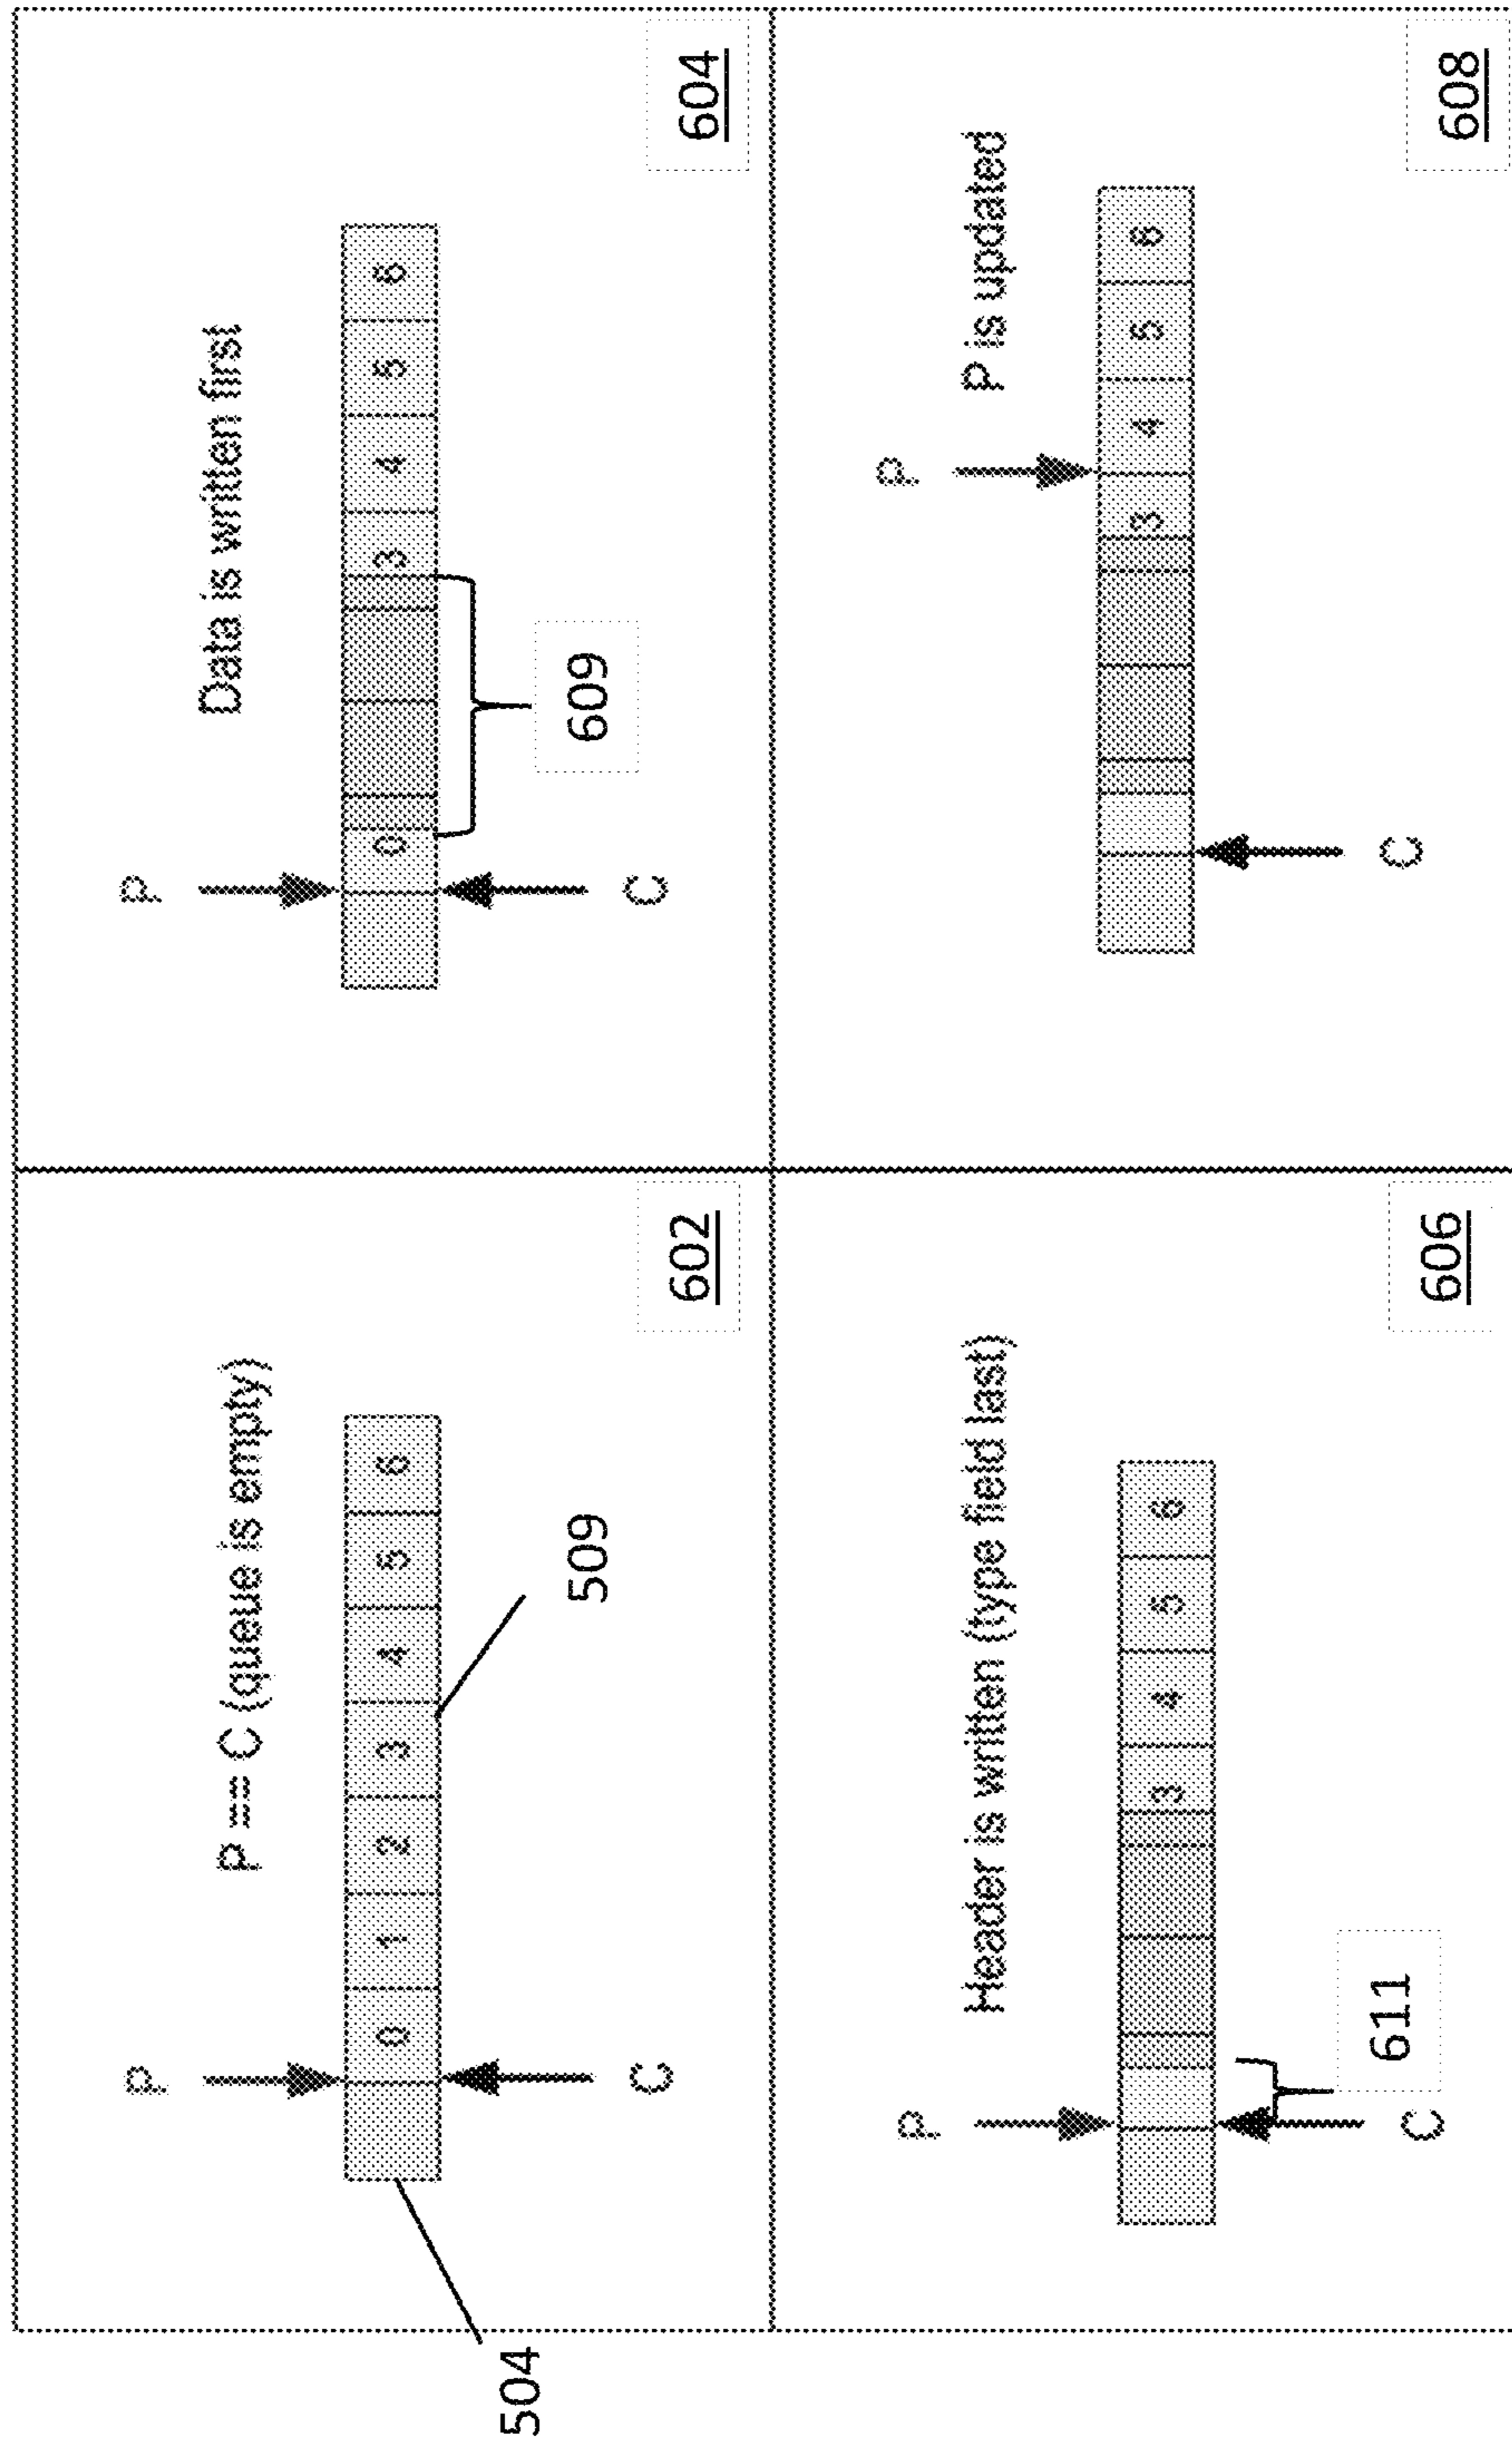 P == C (queue is empty)
P
0 1 2 3 4 5 6
C
504
509
602
Data is written first
P
0 3 4 5 6
C
609
604
Header is written (type field last)
P
3 4 5 6
C
611
606
P is updated
P
3 4 5 6
C
608